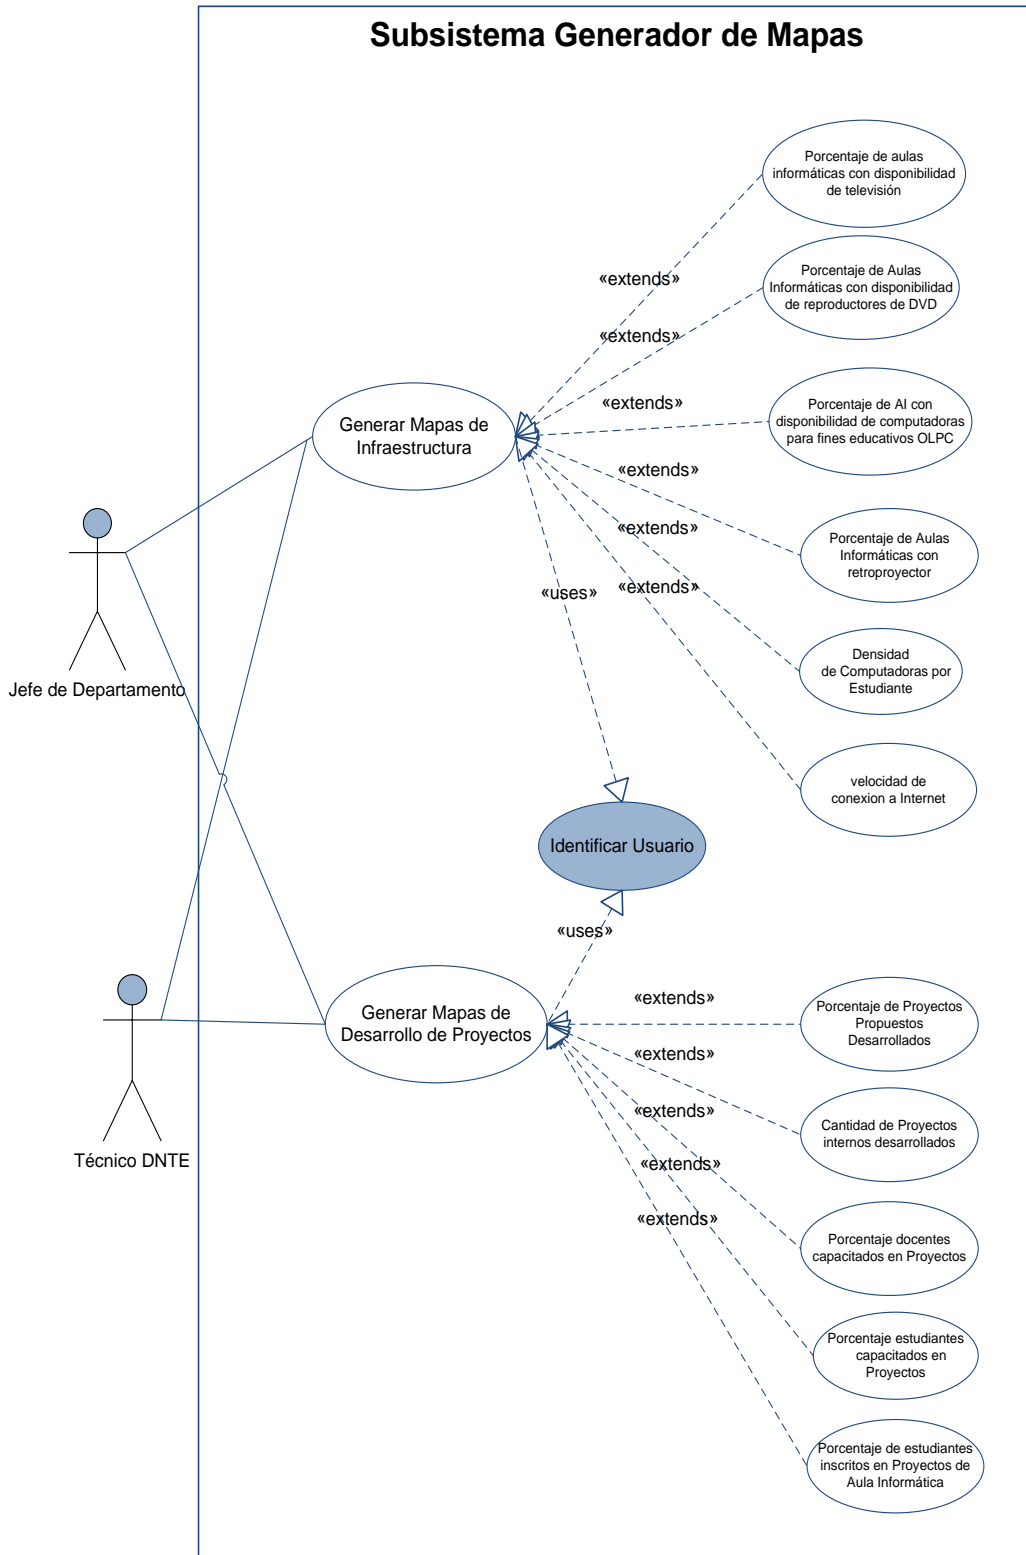 Subsistema Generador de Mapas
Porcentaje de aulas
informáticas con disponibilidad
de televisión
«extends»
Porcentaje de Aulas
Informáticas con disponibilidad
de reproductores de DVD
«extends»
Generar Mapas de
Infraestructura
«extends»
Porcentaje de AI con
disponibilidad de computadoras
para fines educativos OLPC
«extends»
Porcentaje de Aulas
Informáticas con
retroproyector
«extends»
«uses»
«extends»
Jefe de Departamento
Densidad
de Computadoras por
Estudiante
velocidad de
conexion a Internet
Identificar Usuario
«uses»
Generar Mapas de
Desarrollo de Proyectos
«extends»
Porcentaje de Proyectos
Propuestos
Desarrollados
«extends»
Técnico DNTE
«extends»
Cantidad de Proyectos
internos desarrollados
«extends»
«extends»
Porcentaje docentes
capacitados en Proyectos
Porcentaje estudiantes
capacitados en
Proyectos
Porcentaje de estudiantes
inscritos en Proyectos de
Aula Informática